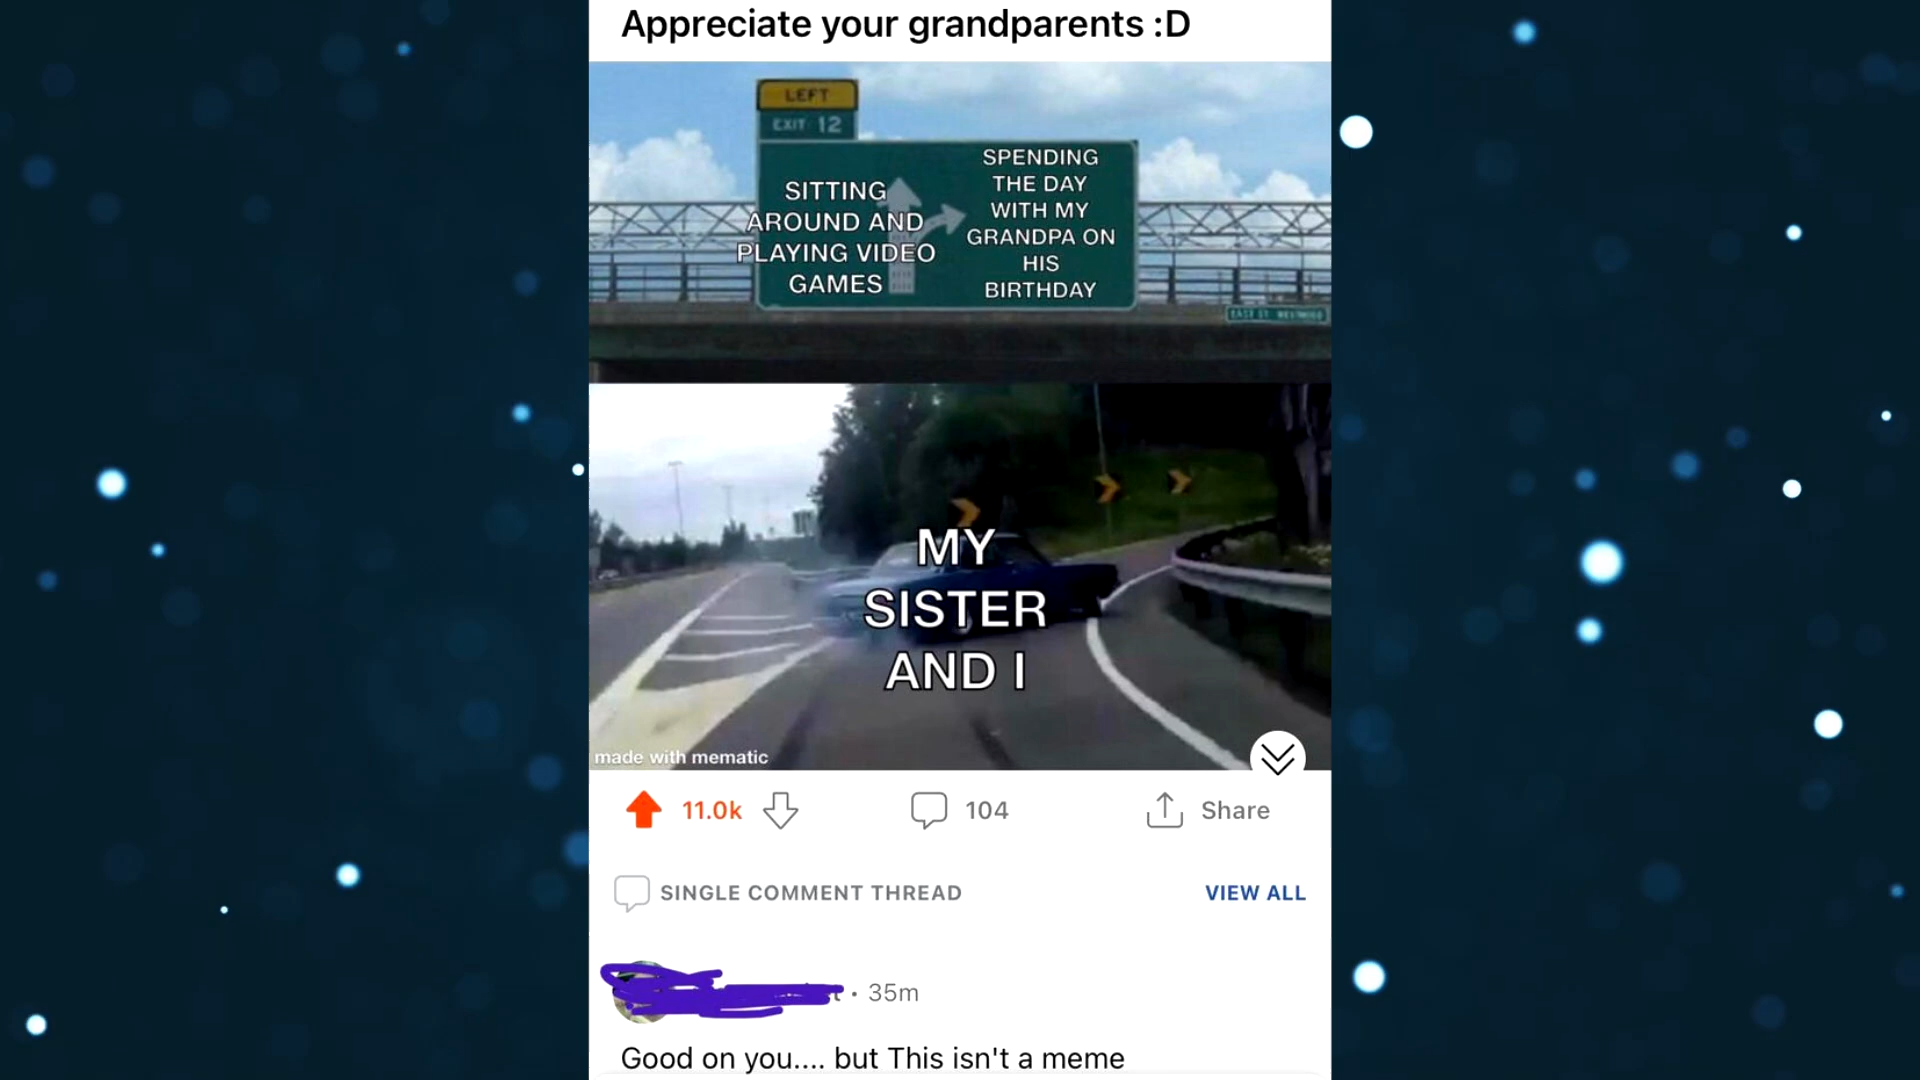 Appreciate your grandparents :D
LEFT
EXIT 12
SITTING
AROUND AND
PLAYING VIDEO
GAMES
SPENDING
THE DAY
WITH MY
GRANDPA ON
HIS
BIRTHDAY
EAST ST
MY
SISTER
AND I
made with mematic
11.0k
104
Share
SINGLE COMMENT THREAD
VIEW ALL
· 35m
Good on you.... but This isn't a meme